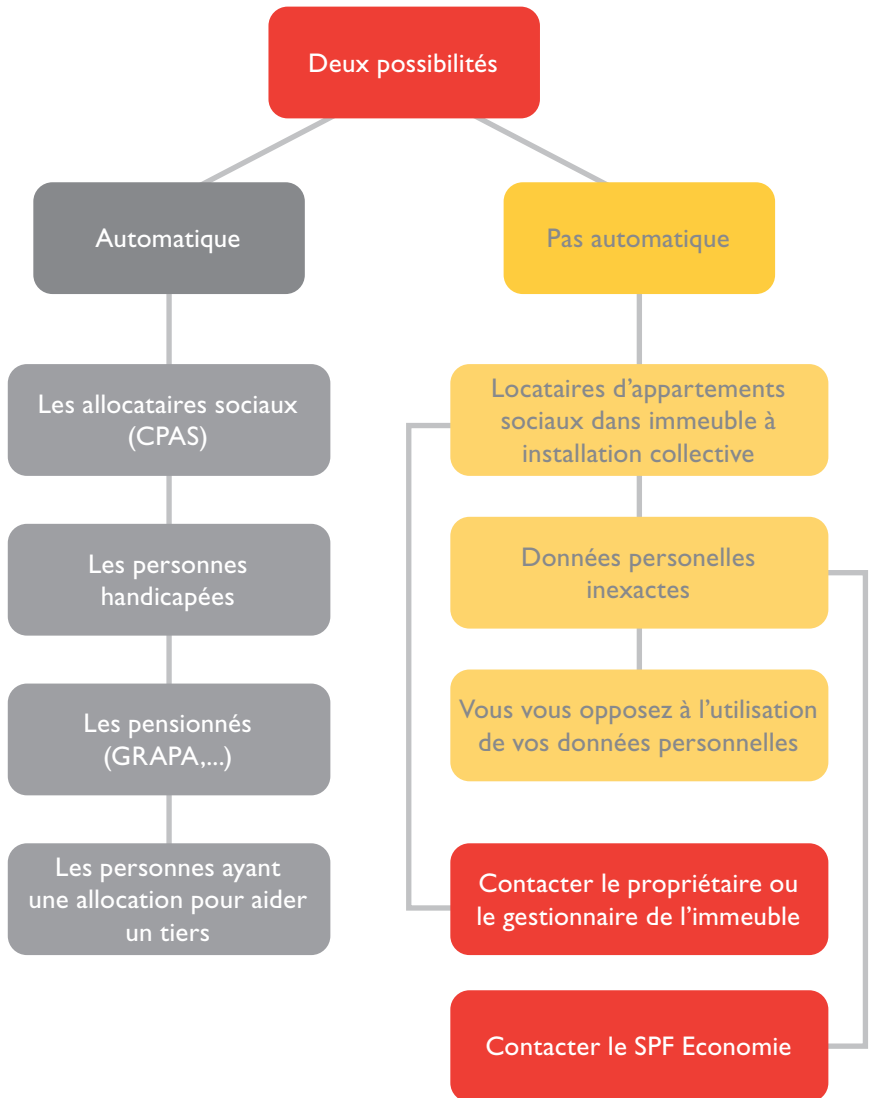 Deux possibilités
Automatique
Les allocataires sociaux
(CPAS)
Les personnes
handicapées
Les pensionnés
(GRAPA,...)
Les personnes ayant
une allocation pour aider
un tiers
Pas automatique
Locataires d’appartements
sociaux dans immeuble à
installation collective
Données personelles
inexactes
Vous vous opposez à l’utilisation
de vos données personnelles
Contacter le propriétaire ou
le gestionnaire de l’immeuble
Contacter le SPF Economie